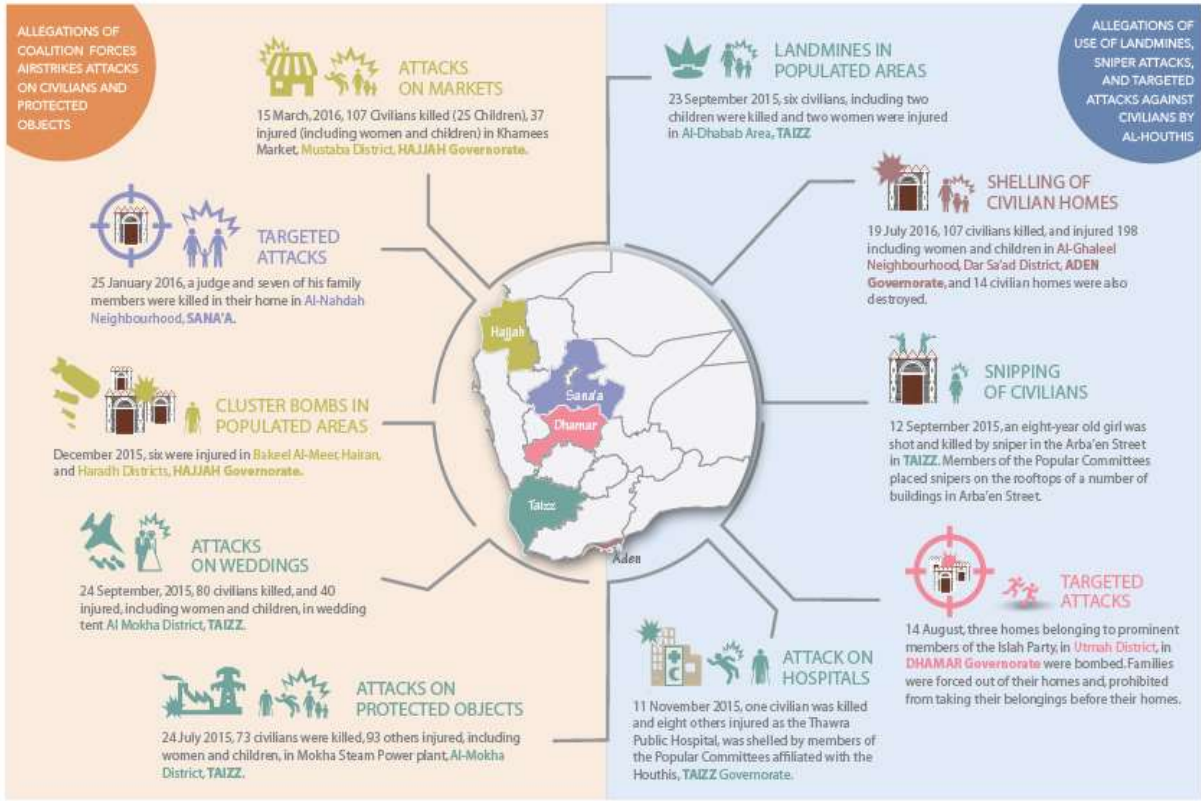 ALLEGATIONS OF
COALITION FORCES
AIRSTRIKES ATTACKS
ON CIVILIANS AND
PROTECTED
OBJECTS
ATTACKS
ON MARKETS
15 March, 2016, 107 Civilians killed (25 Children), 37
injured (including women and children) in Khamees
Market, Mustaba District, HAJJAH Governorate.
TARGETED
ATTACKS
25 January 2016, a judge and seven of his family
members were killed in their home in Al-Nahdah
Neighbourhood, SANA'A.
CLUSTER BOMBS IN
POPULATED AREAS
December 2015, six were injured in Bakeel Al-Meer, Hairan,
and Haradh Districts, HAJJAH Governorate.
ATTACKS
ON WEDDINGS
24 September, 2015, 80 civilians killed, and 40
injured, including women and children, in wedding
tent Al Mokha District, TAIZZ.
ATTACKS ON
PROTECTED OBJECTS
24 July 2015, 73 civilians were killed, 93 others injured, including
women and children, in Mokha Steam Power plant, Al-Mokha
District, TAIZZ.
Hajjah
Sana'a
Dhamar
Taizz
Aden
ALLEGATIONS OF
USE OF LANDMINES,
SNIPER ATTACKS,
AND TARGETED
ATTACKS AGAINST
CIVILIANS BY
AL-HOUTHIS
LANDMINES IN
POPULATED AREAS
23 September 2015, six civilians, including two
children were killed and two women were injured
in Al-Dhabab Area, TAIZZ
SHELLING OF
CIVILIAN HOMES
19 July 2016, 107 civilians killed, and injured 198
including women and children in Al-Ghaleel
Neighbourhood, Dar Sa'ad District, ADEN
Governorate, and 14 civilian homes were also
destroyed.
SNIPPING
OF CIVILIANS
12 September 2015, an eight-year old girl was
shot and killed by sniper in the Arba'en Street
in TAIZZ. Members of the Popular Committees
placed snipers on the rooftops of a number of
buildings in Arba'en Street.
TARGETED
ATTACKS
14 August, three homes belonging to prominent
members of the Islah Party, in Utmah District, in
DHAMAR Governorate were bombed. Families
were forced out of their homes and, prohibited
from taking their belongings before their homes.
ATTACK ON
HOSPITALS
11 November 2015, one civilian was killed
and eight others injured as the Thawra
Public Hospital, was shelled by members of
the Popular Committees affiliated with the
Houthis, TAIZZ Governorate.